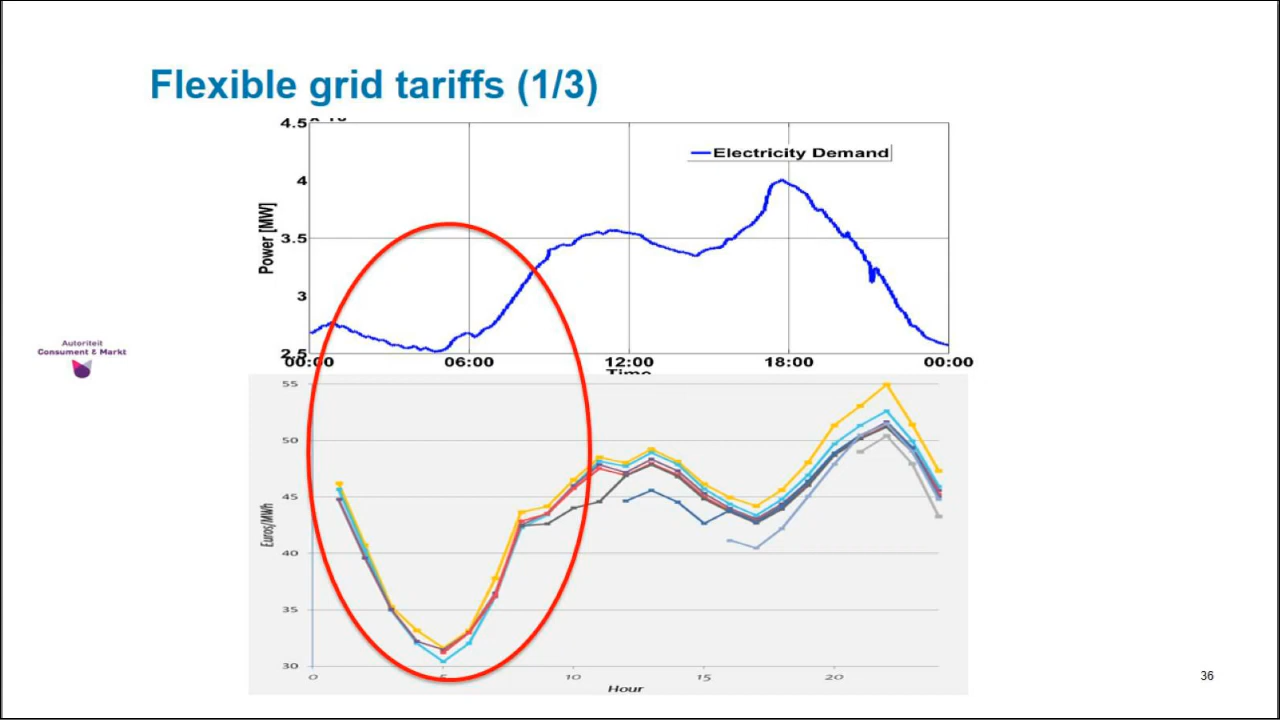 Flexible grid tariffs (1/3)
4.5
Electricity Demand
4
3.5
3
2.5
Power [MW]
00:00 06:00 12:00 18:00 00:00
Time
Autoriteit
Consument & Markt
55
50
45
40
35
30
Euros/MWh
0 5 10 15 20
Hour
36